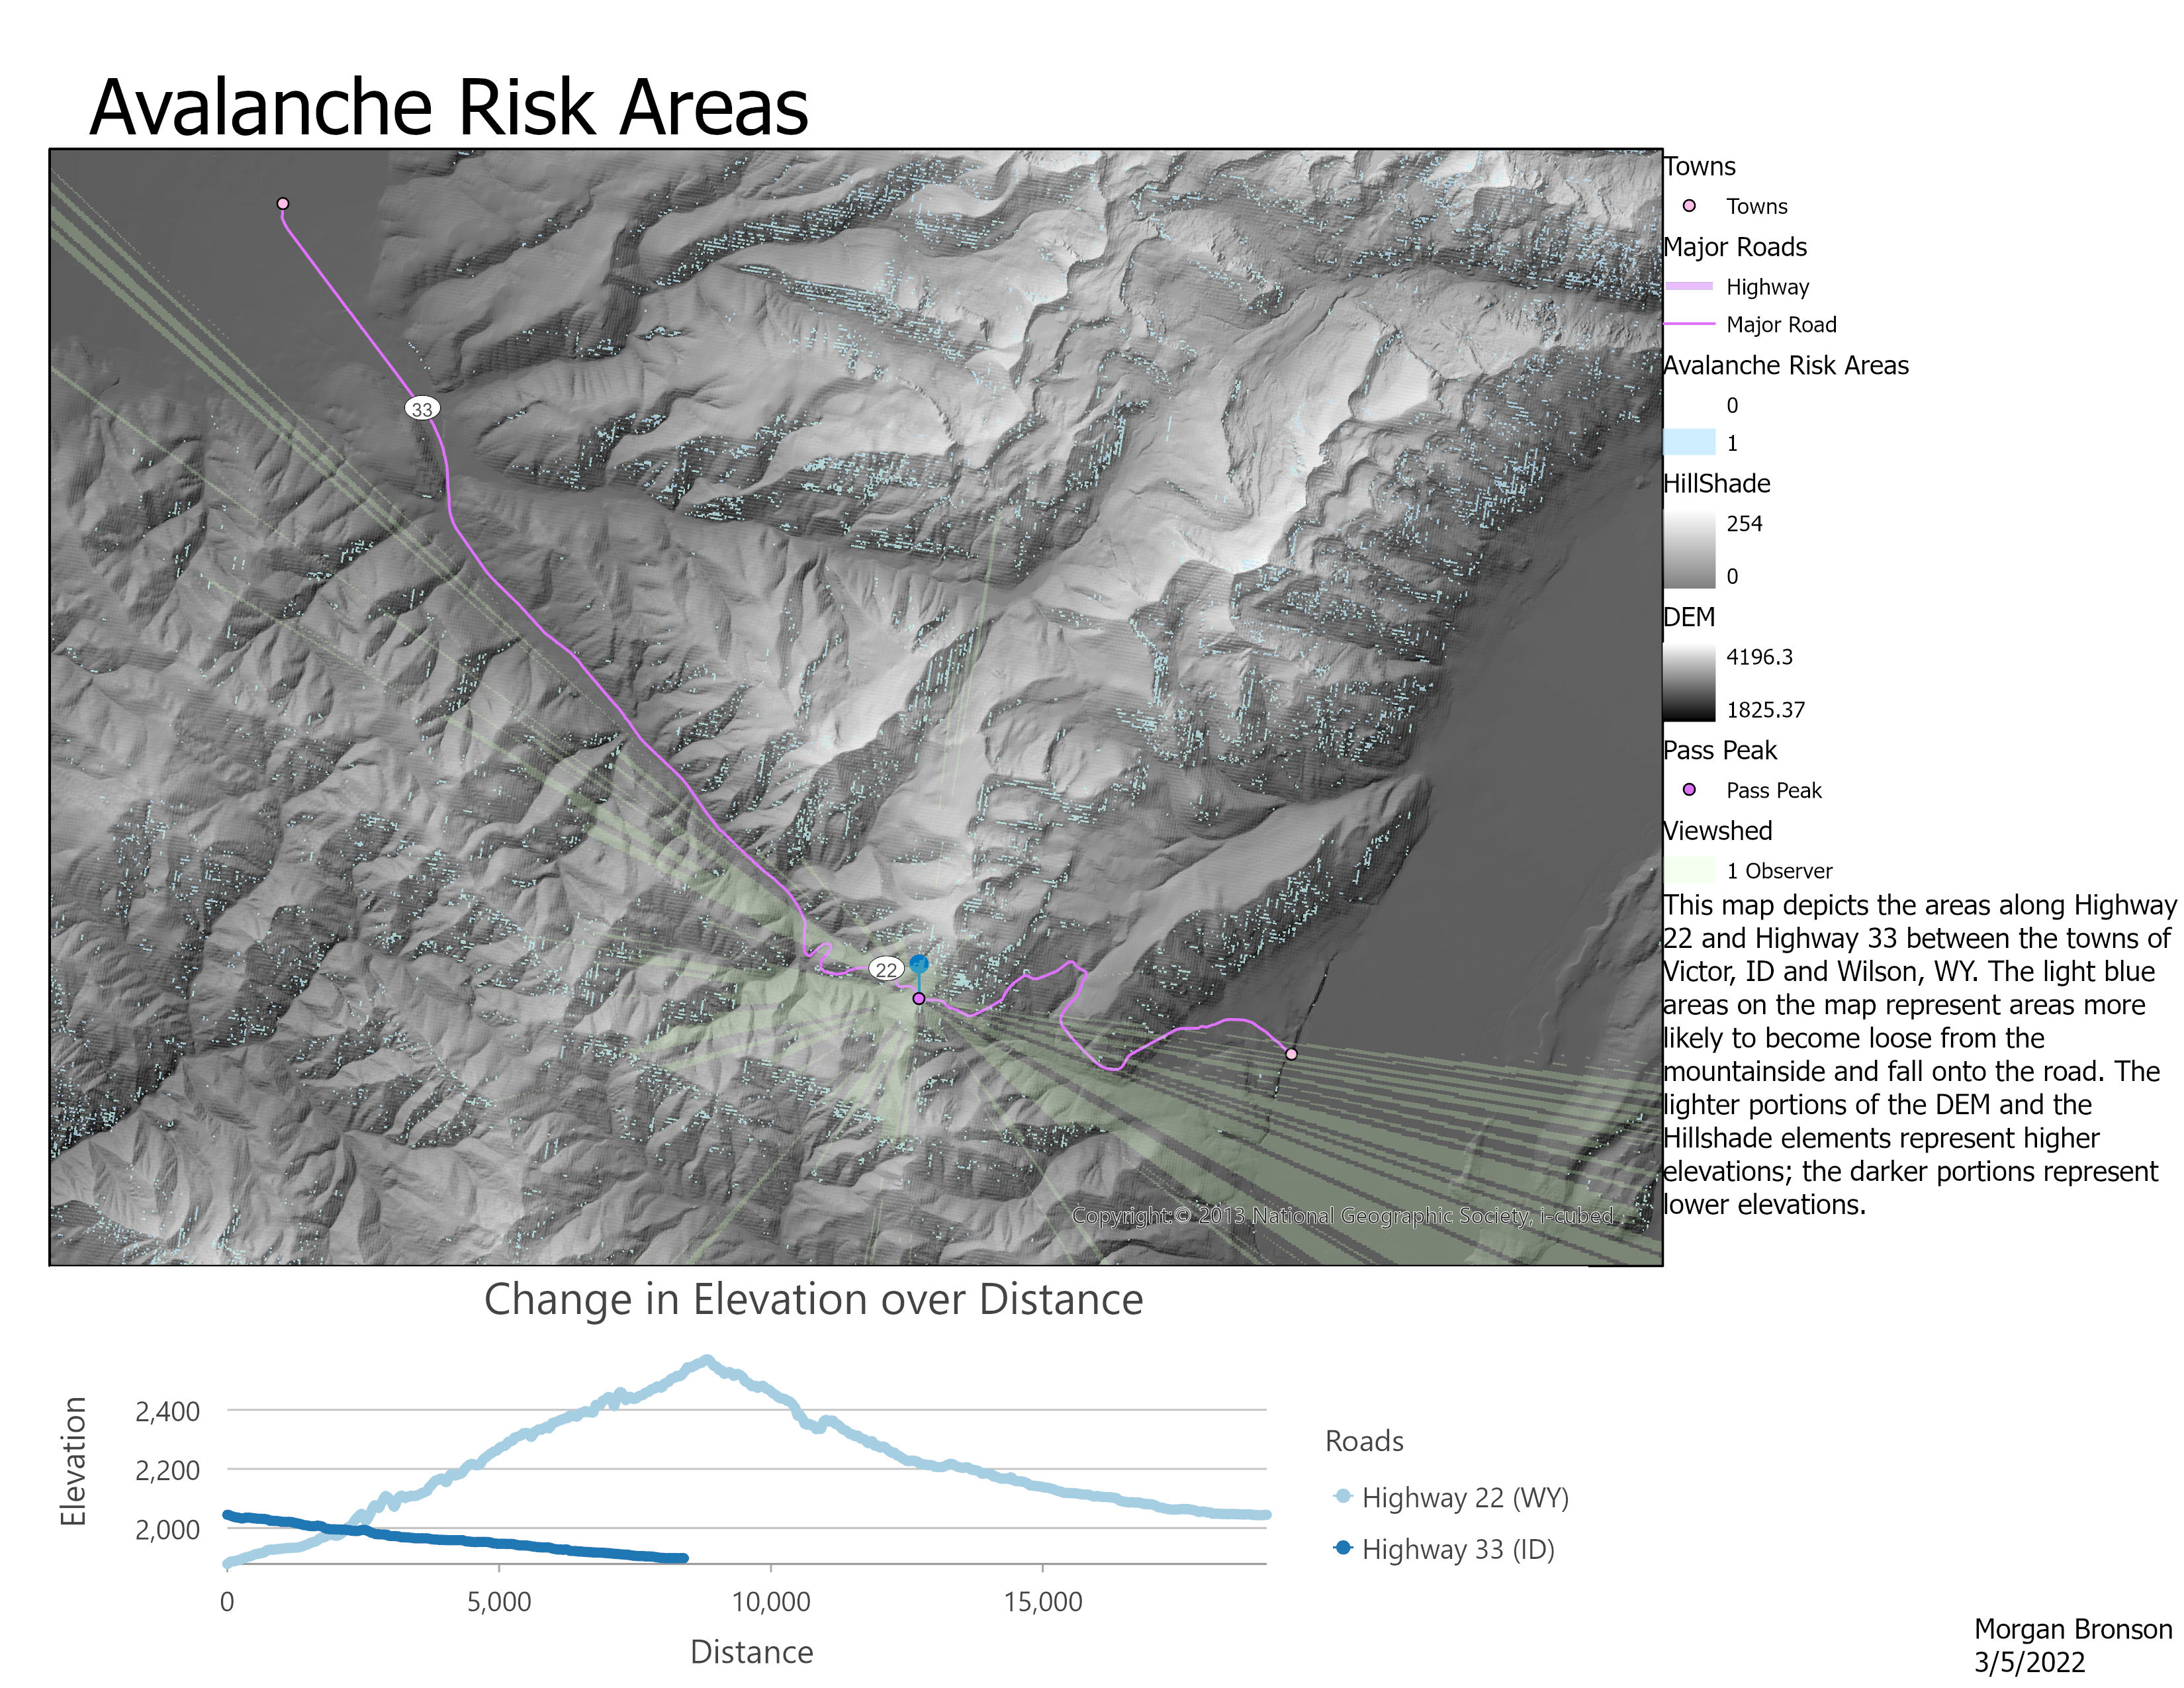 Avalanche Risk Areas
33
22
Copyright:© 2013 National Geographic Society, i-cubed
Towns
Towns
Major Roads
Highway
Major Road
Avalanche Risk Areas
0
1
HillShade
254
0
DEM
4196.3
1825.37
Pass Peak
Pass Peak
Viewshed
1 Observer
This map depicts the areas along Highway
22 and Highway 33 between the towns of
Victor, ID and Wilson, WY. The light blue
areas on the map represent areas more
likely to become loose from the
mountainside and fall onto the road. The
lighter portions of the DEM and the
Hillshade elements represent higher
elevations; the darker portions represent
lower elevations.
Change in Elevation over Distance
Elevation
2,400
2,200
2,000
0
5,000
10,000
15,000
Distance
Roads
Highway 22 (WY)
Highway 33 (ID)
Morgan Bronson
3/5/2022